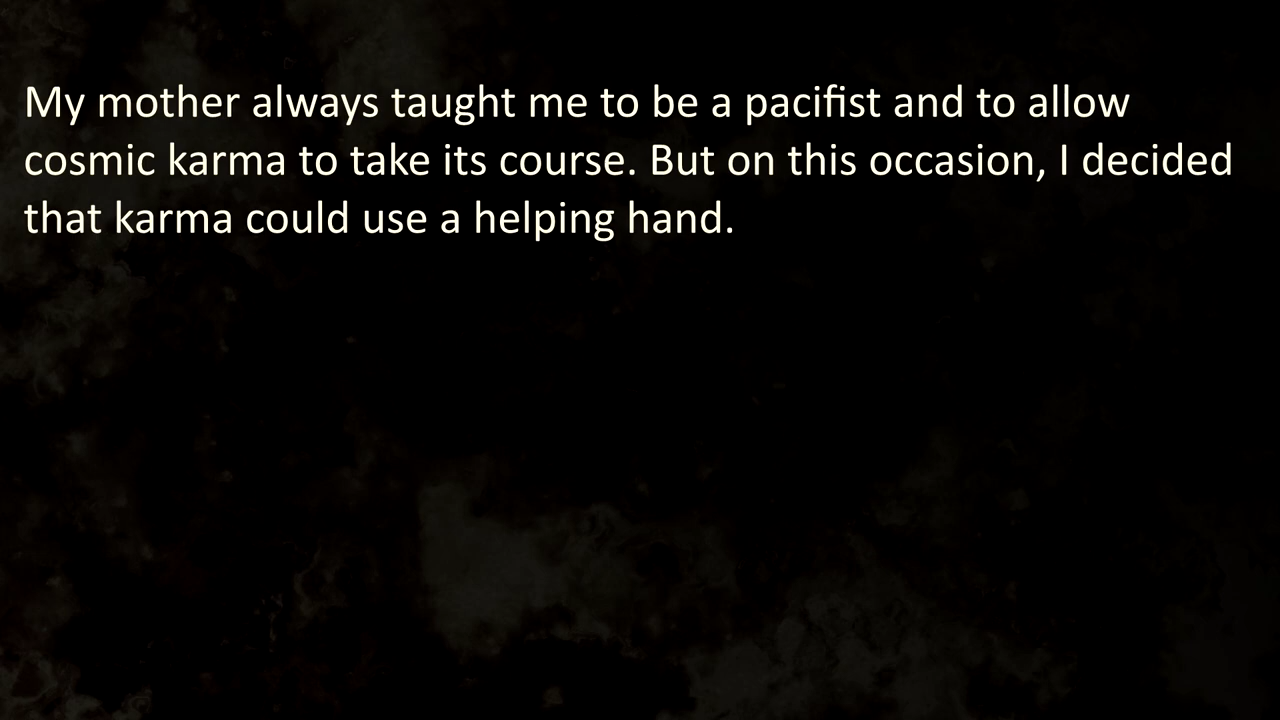 My mother always taught me to be a pacifist and to allow
cosmic karma to take its course. But on this occasion, I decided
that karma could use a helping hand.